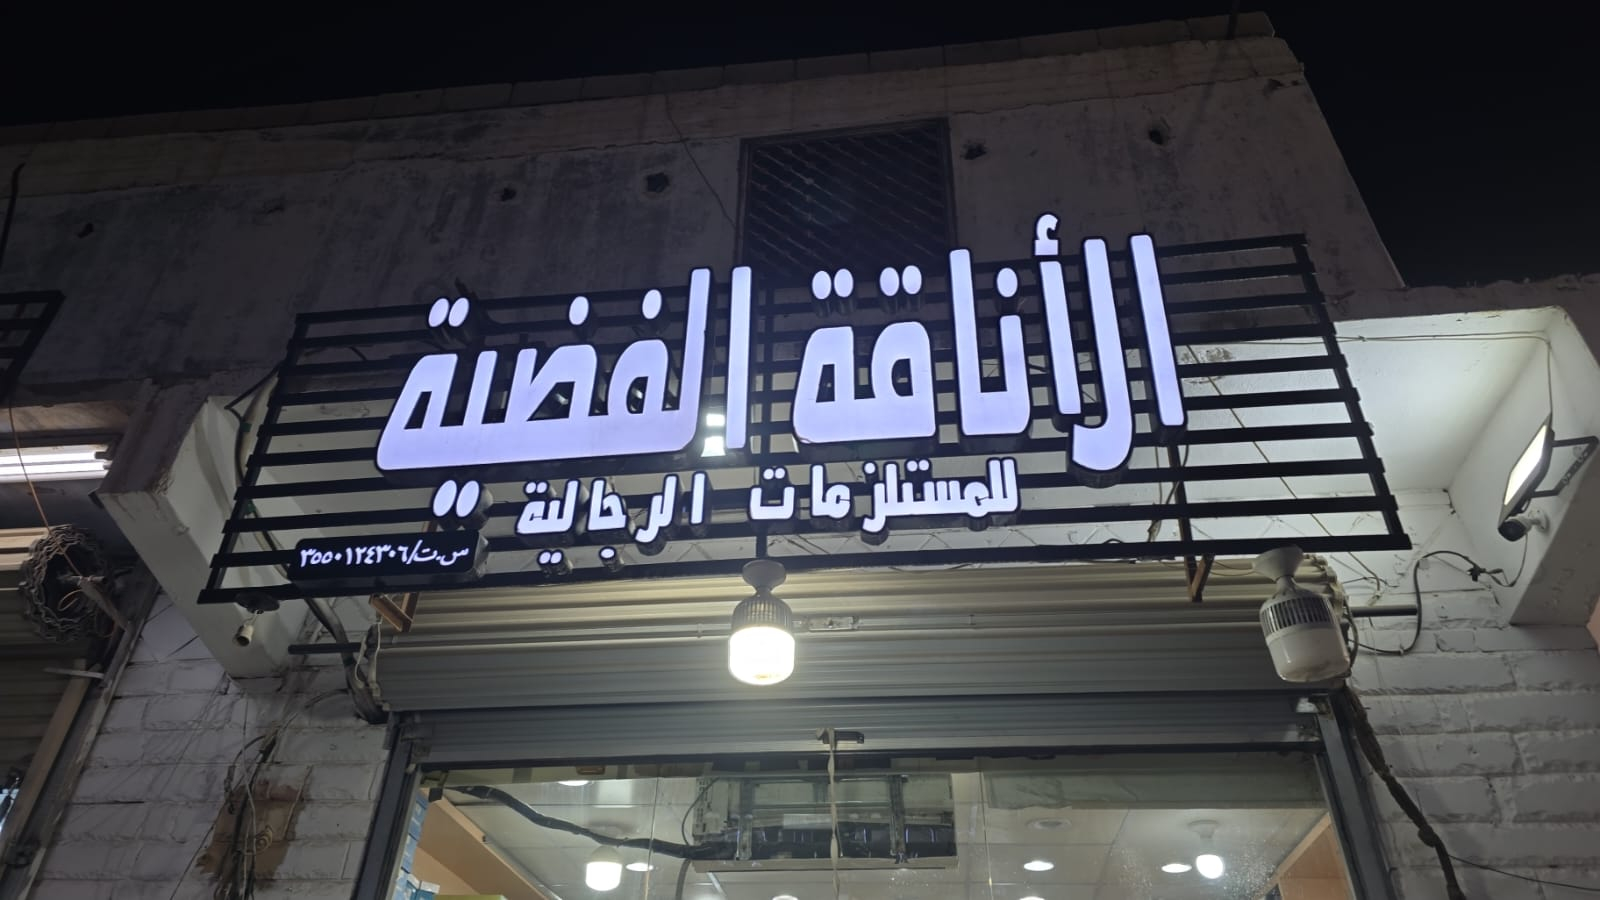 الأناقة الفضية
للمستلزمات الرجالية
س.ت/٣٥٥٠١٢٤٣٠٦